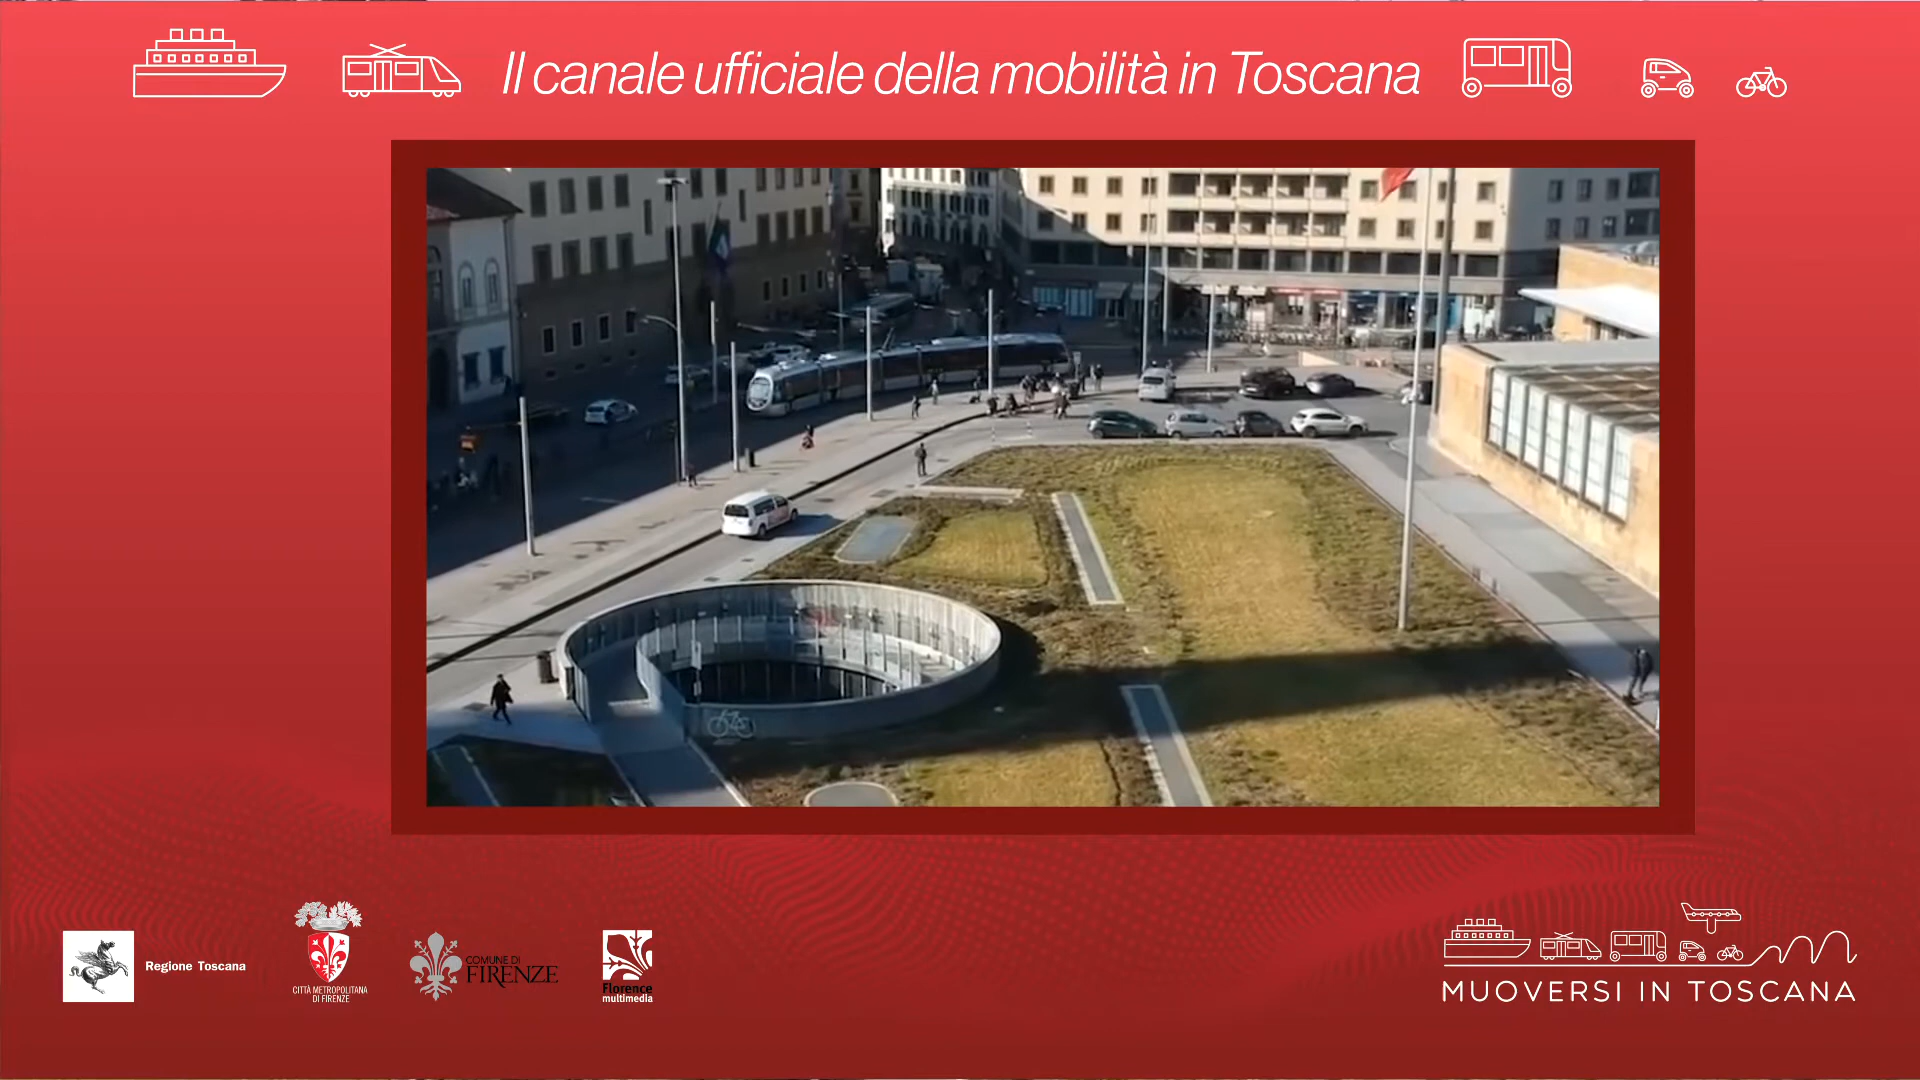 Il canale ufficiale della mobilità in Toscana
Regione Toscana
CITTÀ METROPOLITANA
DI FIRENZE
COMUNE DI
FIRENZE
Florence
multimedia
MUOVERSI IN TOSCANA